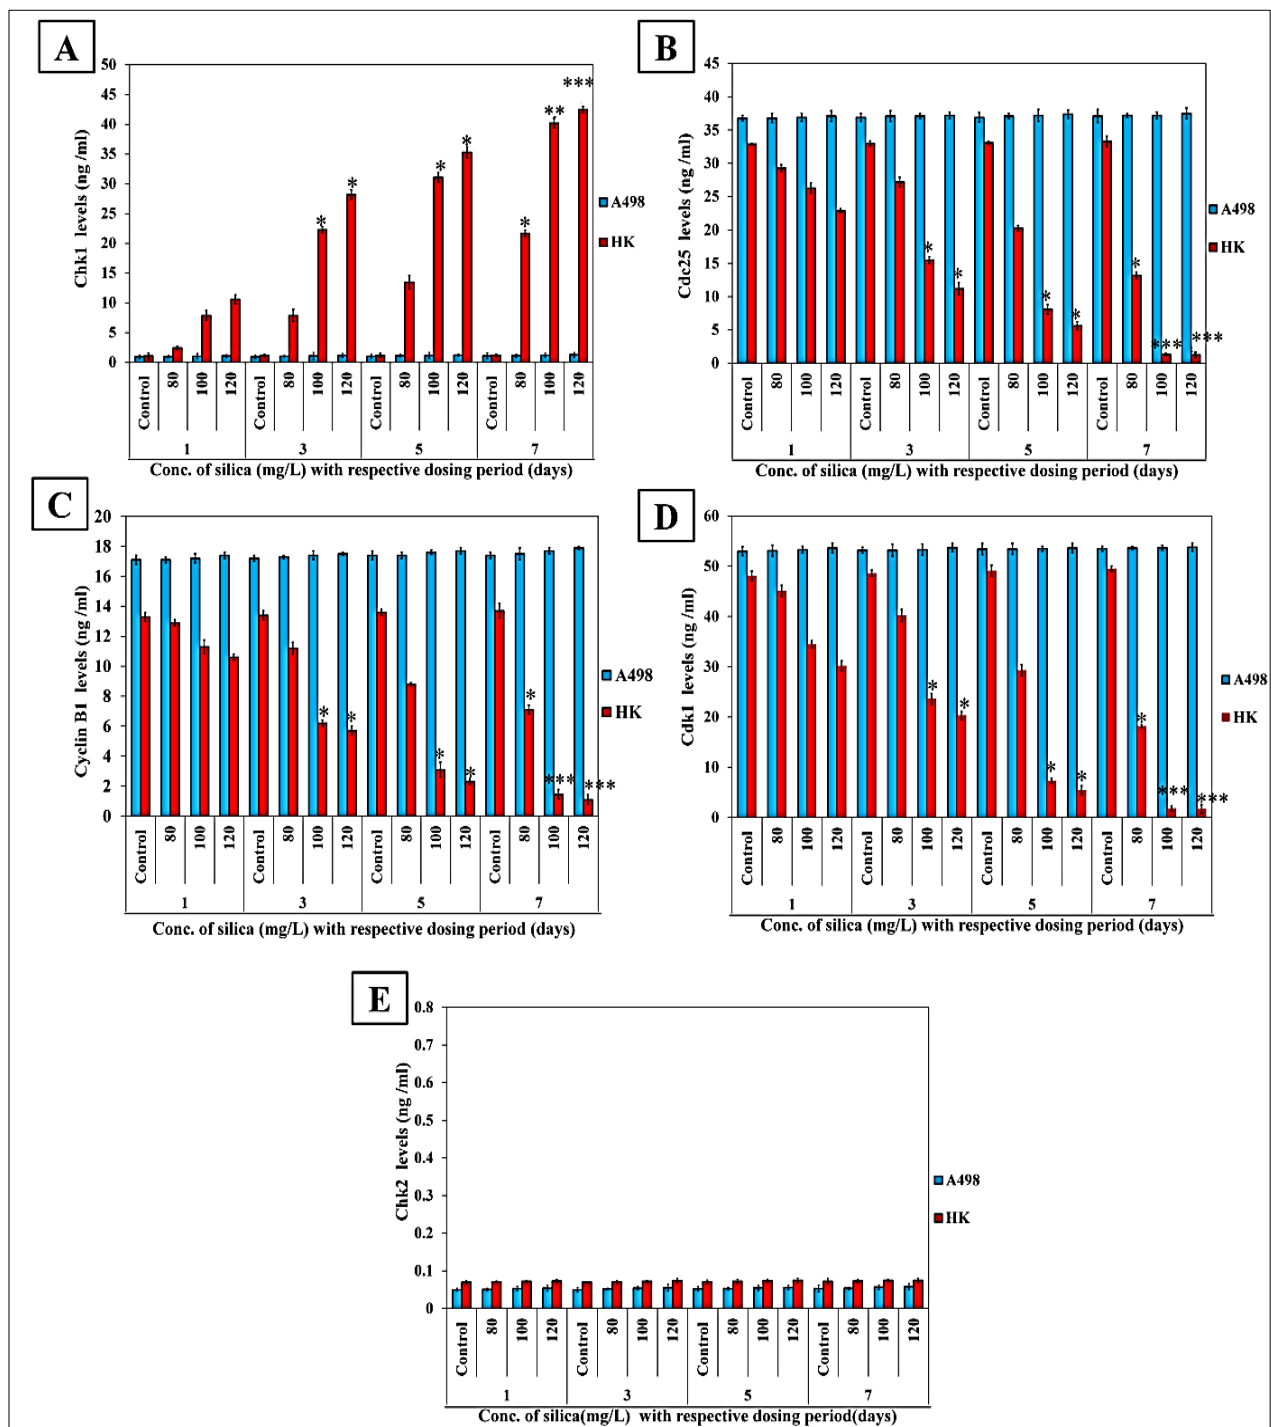 A
Chk1 levels (ng /ml)
50
45
40
35
30
25
20
15
10
5
0
* * * * * ** ***
Control 80 100 120 Control 80 100 120 Control 80 100 120 Control 80 100 120
1 3 5 7
Conc. of silica (mg/L) with respective dosing period (days)
A498
HK
B
Cdc25 levels (ng /ml)
45
40
35
30
25
20
15
10
5
0
* * * * * *** ***
Control 80 100 120 Control 80 100 120 Control 80 100 120 Control 80 100 120
1 3 5 7
Conc. of silica (mg/L) with respective dosing period (days)
A498
HK
C
Cyclin B1 levels (ng /ml)
20
18
16
14
12
10
8
6
4
2
0
* * * * * *** ***
Control 80 100 120 Control 80 100 120 Control 80 100 120 Control 80 100 120
1 3 5 7
Conc. of silica (mg/L) with respective dosing period (days)
A498
HK
D
Cdk1 levels (ng /ml)
60
50
40
30
20
10
0
* * * * * *** ***
Control 80 100 120 Control 80 100 120 Control 80 100 120 Control 80 100 120
1 3 5 7
Conc. of silica (mg/L) with respective dosing period (days)
A498
HK
E
Chk2 levels (ng /ml)
0.8
0.7
0.6
0.5
0.4
0.3
0.2
0.1
0
Control 80 100 120 Control 80 100 120 Control 80 100 120 Control 80 100 120
1 3 5 7
Conc. of silica(mg/L) with respective dosing period(days)
A498
HK